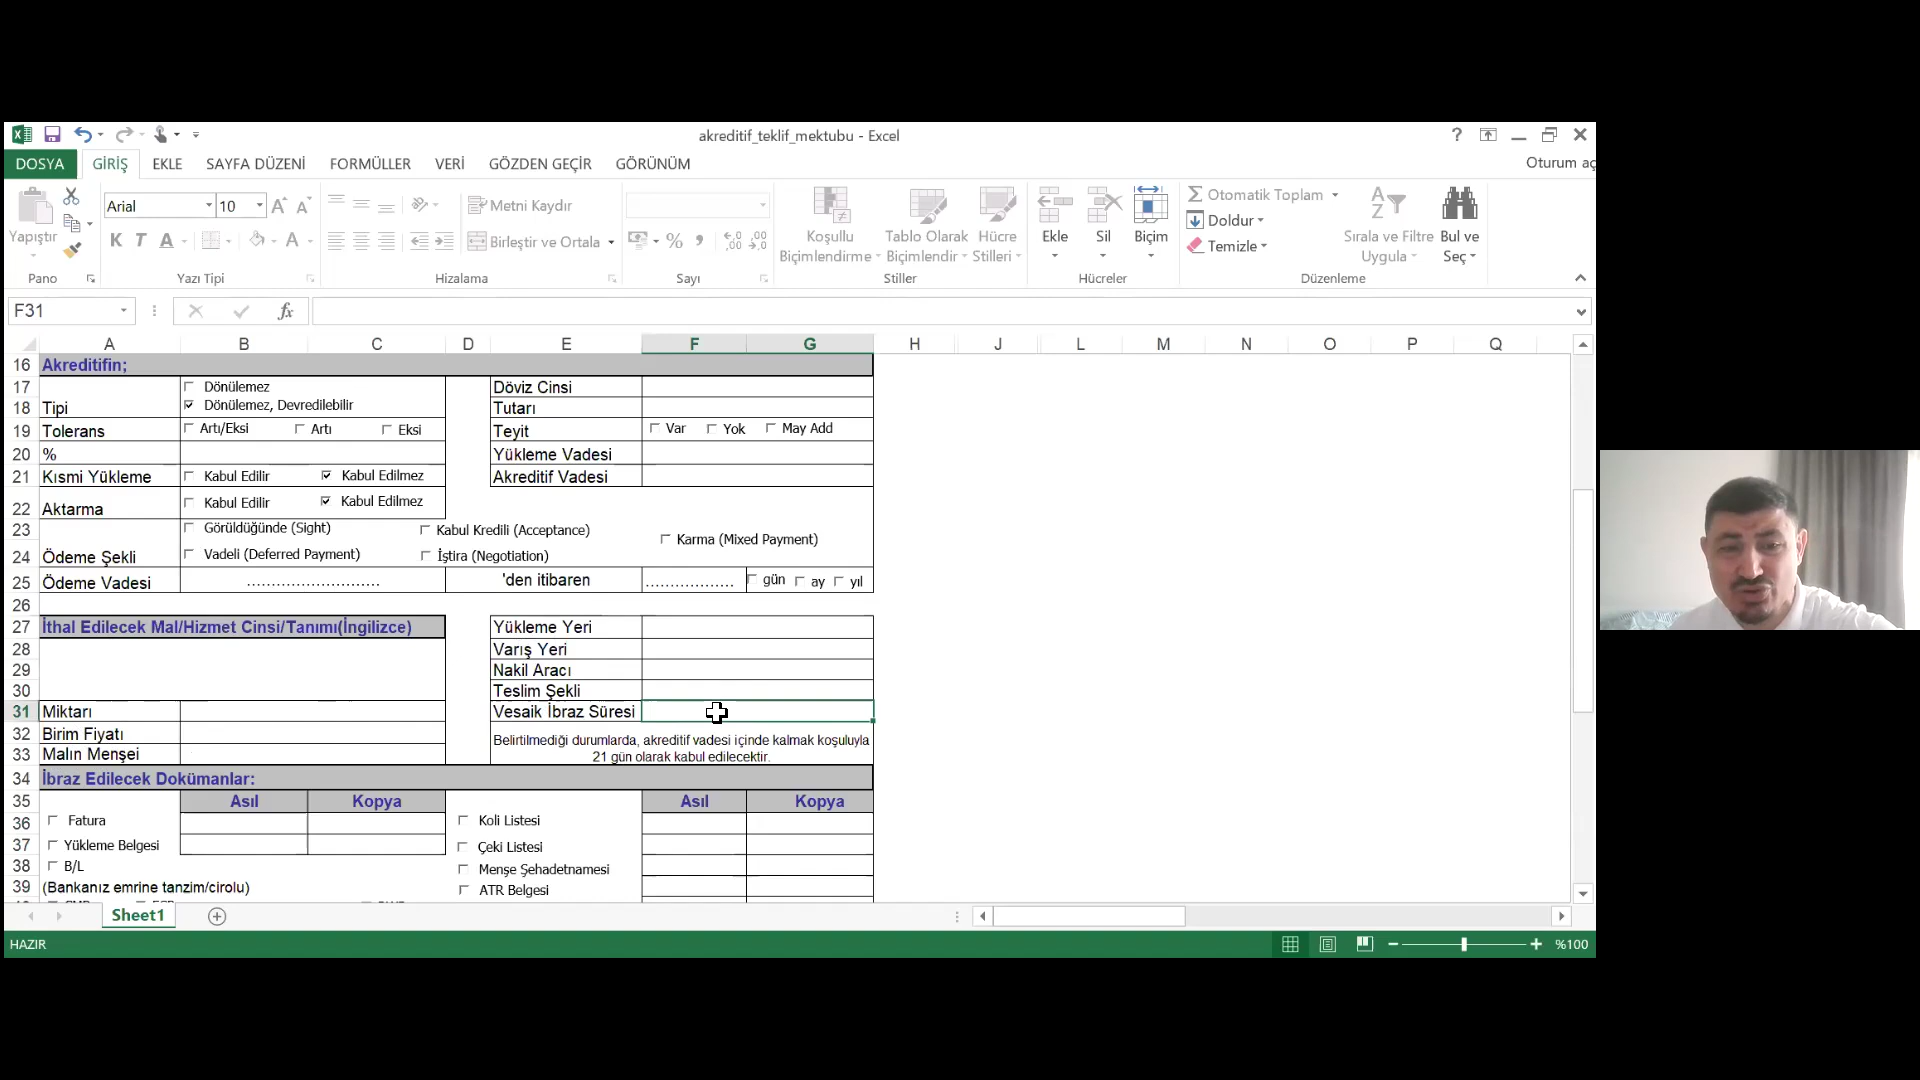 akreditif_teklif_mektubu - Excel
DOSYA GİRİŞ EKLE SAYFA DÜZENİ FORMÜLLER VERİ GÖZDEN GEÇİR GÖRÜNÜM Oturum aç
Arial 10 Metni Kaydır Otomatik Toplam
Yapıştır K T A Birleştir ve Ortala % Koşullu Biçimlendirme Tablo Olarak Biçimlendir Hücre Stilleri Ekle Sil Biçim Doldur Temizle Sırala ve Filtre Uygula Bul ve Seç
Pano Yazı Tipi Hizalama Sayı Stiller Hücreler Düzenleme
F31 fx
A B C D E F G H J K L M N O P Q
16 Akreditifin;
17 Dönülemez Döviz Cinsi
18 Tipi Dönülemez, Devredilebilir Tutarı
19 Tolerans Artı/Eksi Artı Eksi Teyit Var Yok May Add
20 % Yükleme Vadesi
21 Kısmi Yükleme Kabul Edilir Kabul Edilmez Akreditif Vadesi
22 Aktarma Kabul Edilir Kabul Edilmez
23 Görüldüğünde (Sight) Kabul Kredili (Acceptance) Karma (Mixed Payment)
24 Ödeme Şekli Vadeli (Deferred Payment) İştira (Negotiation)
25 Ödeme Vadesi .......................... 'den itibaren .................. gün ay yıl
26
27 İthal Edilecek Mal/Hizmet Cinsi/Tanımı(İngilizce) Yükleme Yeri
28 Varış Yeri
29 Nakil Aracı
30 Teslim Şekli
31 Miktarı Vesaik İbraz Süresi
32 Birim Fiyatı Belirtilmediği durumlarda, akreditif vadesi içinde kalmak koşuluyla
33 Malın Menşei 21 gün olarak kabul edilecektir.
34 İbraz Edilecek Dokümanlar:
35 Asıl Kopya Asıl Kopya
36 Fatura Koli Listesi
37 Yükleme Belgesi Çeki Listesi
38 B/L Menşe Şehadetnamesi
39 (Bankanız emrine tanzim/cirolu) ATR Belgesi
Sheet1
HAZIR %100